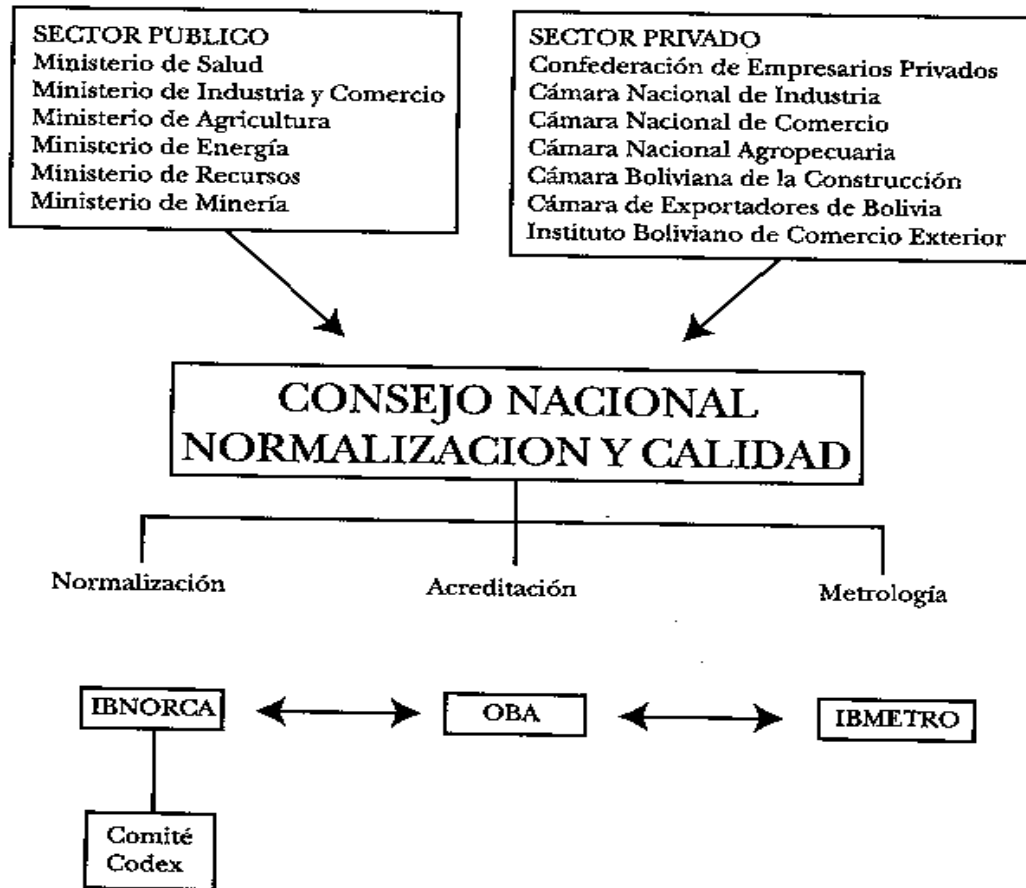 SECTOR PUBLICO
Ministerio de Salud
Ministerio de Industria y Comercio
Ministerio de Agricultura
Ministerio de Energía
Ministerio de Recursos
Ministerio de Minería
SECTOR PRIVADO
Confederación de Empresarios Privados
Cámara Nacional de Industria
Cámara Nacional de Comercio
Cámara Nacional Agropecuaria
Cámara Boliviana de la Construcción
Cámara de Exportadores de Bolivia
Instituto Boliviano de Comercio Exterior
CONSEJO NACIONAL
NORMALIZACION Y CALIDAD
Normalización
Acreditación
Metrología
IBNORCA
OBA
IBMETRO
Comité
Codex